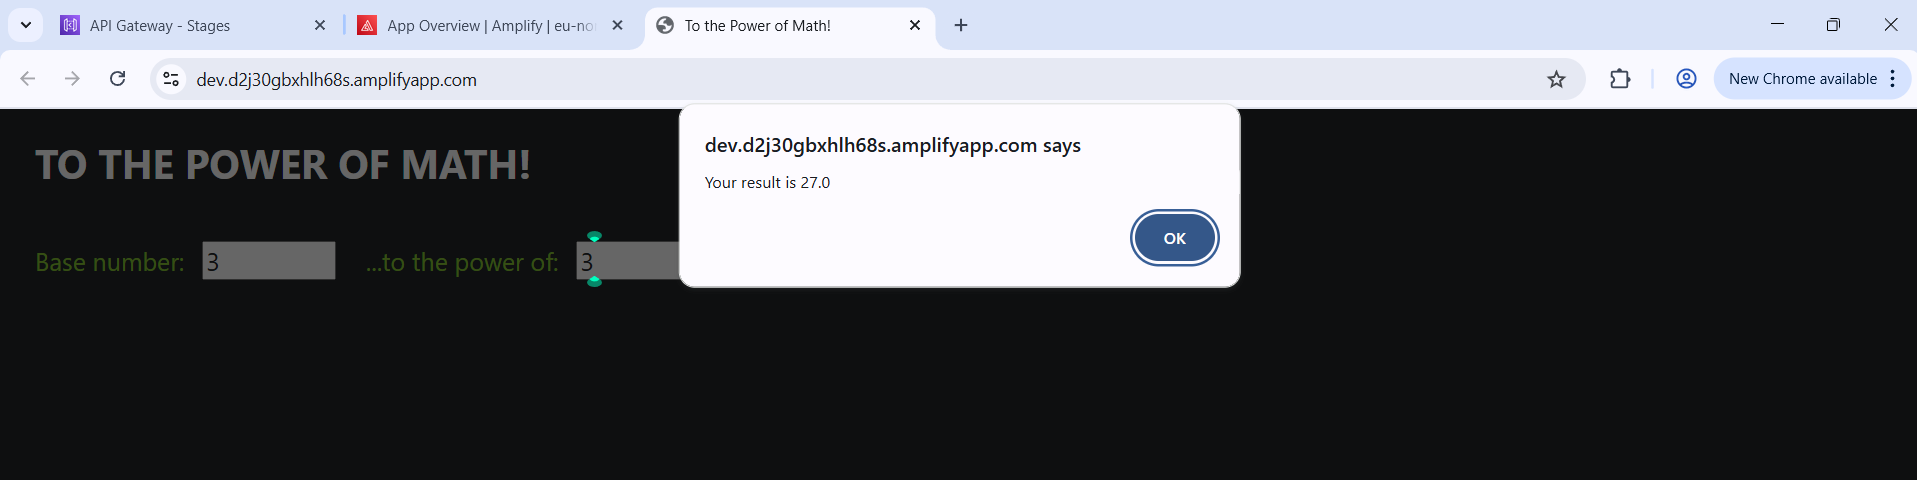 API Gateway - Stages
App Overview | Amplify | eu-no
To the Power of Math!
dev.d2j30gbxhlh68s.amplifyapp.com
New Chrome available
dev.d2j30gbxhlh68s.amplifyapp.com says
Your result is 27.0
OK
TO THE POWER OF MATH!
Base number: 3 ...to the power of: 3